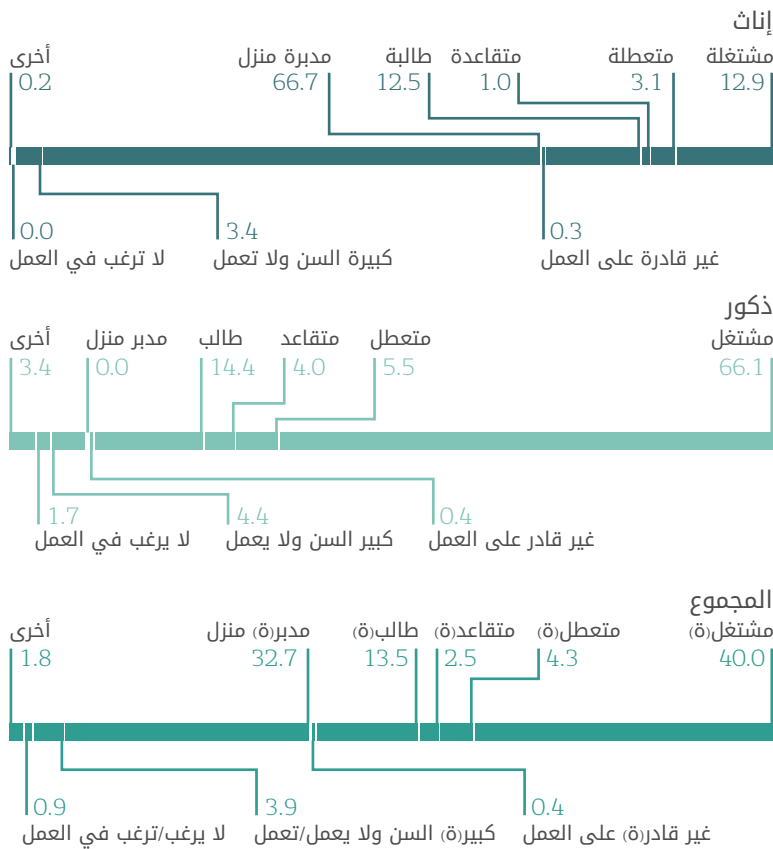 إناث
مشتغلة متعطلة متقاعدة طالبة مدبرة منزل أخرى
12.9 3.1 1.0 12.5 66.7 0.2
0.3 3.4 0.0
غير قادرة على العمل كبيرة السن ولا تعمل لا ترغب في العمل
ذكور
مشتغل متعطل متقاعد طالب مدبر منزل أخرى
66.1 5.5 4.0 14.4 0.0 3.4
0.4 4.4 1.7
غير قادر على العمل كبير السن ولا يعمل لا يرغب في العمل
المجموع
مشتغل(ة) متعطل(ة) متقاعد(ة) طالب(ة) مدبر(ة) منزل أخرى
40.0 4.3 2.5 13.5 32.7 1.8
0.4 3.9 0.9
غير قادر(ة) على العمل كبير(ة) السن ولا يعمل/تعمل لا يرغب/ترغب في العمل